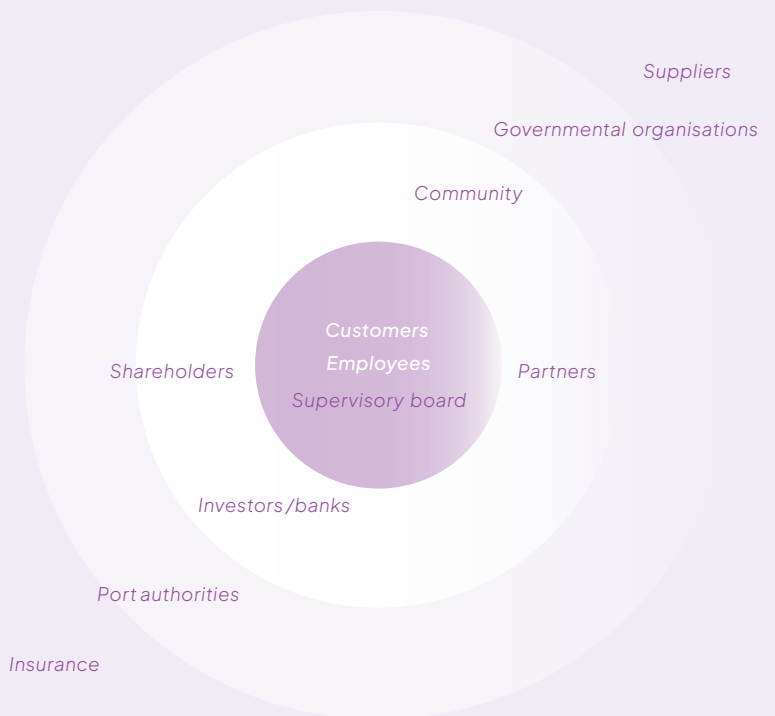 Suppliers
Governmental organisations
Community
Customers
Employees
Shareholders
Partners
Supervisory board
Investors/banks
Port authorities
Insurance